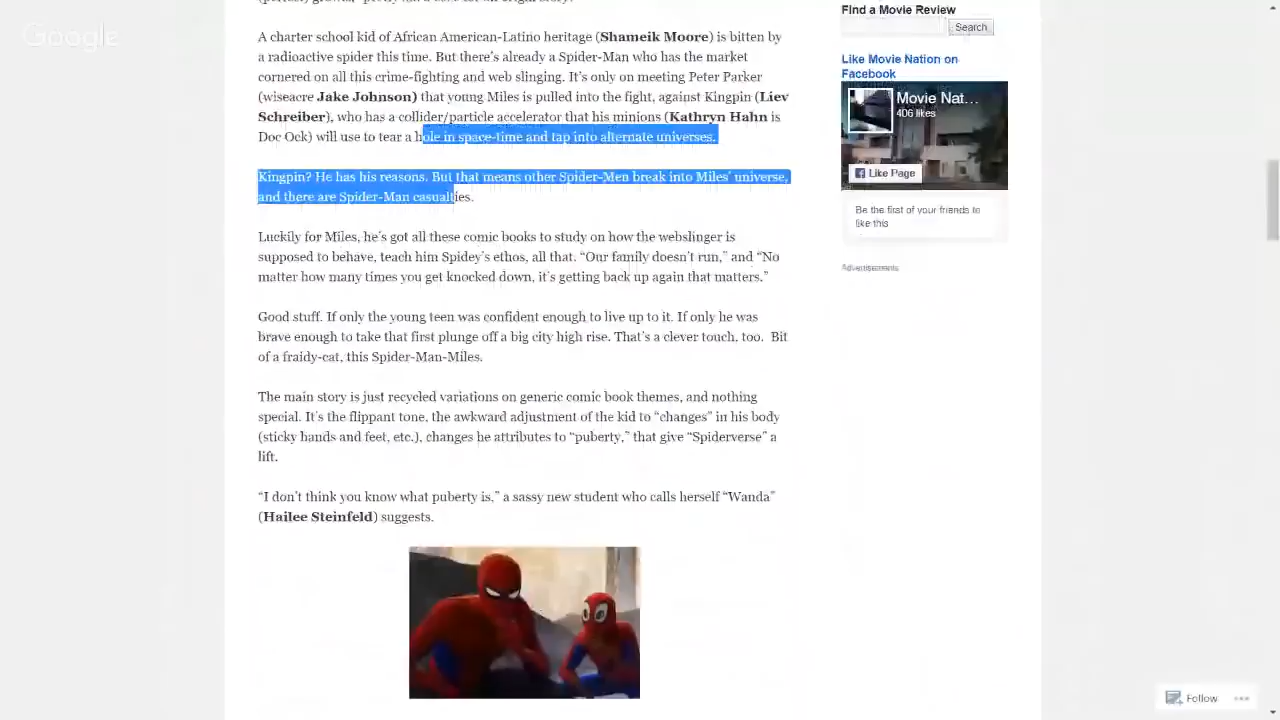 Google
A charter school kid of African American-Latino heritage (Shameik Moore) is bitten by
a radioactive spider this time. But there's already a Spider-Man who has the market
cornered on all this crime-fighting and web slinging. It's only on meeting Peter Parker
(wiseacre Jake Johnson) that young Miles is pulled into the fight, against Kingpin (Liev
Schreiber), who has a collider/particle accelerator that his minions (Kathryn Hahn is
Doc Ock) will use to tear a hole in space-time and tap into alternate universes.
Kingpin? He has his reasons. But that means other Spider-Men break into Miles' universe,
and there are Spider-Man casualties.
Luckily for Miles, he's got all these comic books to study on how the webslinger is
supposed to behave, teach him Spidey's ethos, all that. “Our family doesn't run,” and “No
matter how many times you get knocked down, it's getting back up again that matters.”
Good stuff. If only the young teen was confident enough to live up to it. If only he was
brave enough to take that first plunge off a big city high rise. That's a clever touch, too. Bit
of a fraidy-cat, this Spider-Man-Miles.
The main story is just recycled variations on generic comic book themes, and nothing
special. It's the flippant tone, the awkward adjustment of the kid to “changes” in his body
(sticky hands and feet, etc.), changes he attributes to “puberty,” that give “Spiderverse” a
lift.
“I don't think you know what puberty is,” a sassy new student who calls herself “Wanda”
(Hailee Steinfeld) suggests.
Find a Movie Review
Search
Like Movie Nation on
Facebook
Movie Nat...
406 likes
Like Page
Be the first of your friends to
like this
Advertisements
Follow